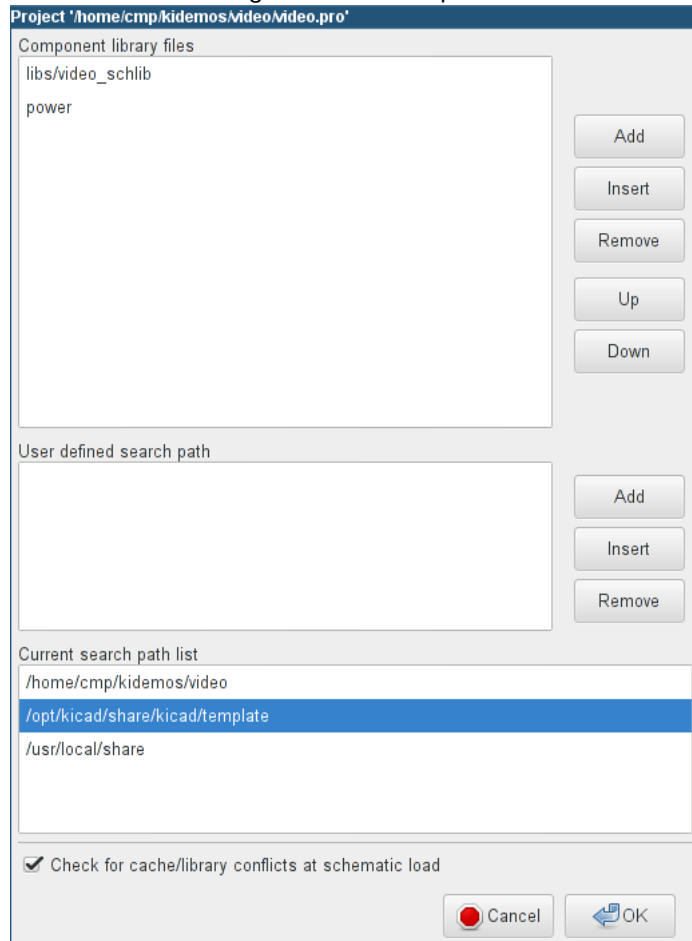 Project '/home/cmp/kidemos/video/video.pro'
Component library files
libs/video_schlib
power
Add
Insert
Remove
Up
Down
User defined search path
Add
Insert
Remove
Current search path list
/home/cmp/kidemos/video
/opt/kicad/share/kicad/template
/usr/local/share
Check for cache/library conflicts at schematic load
Cancel OK